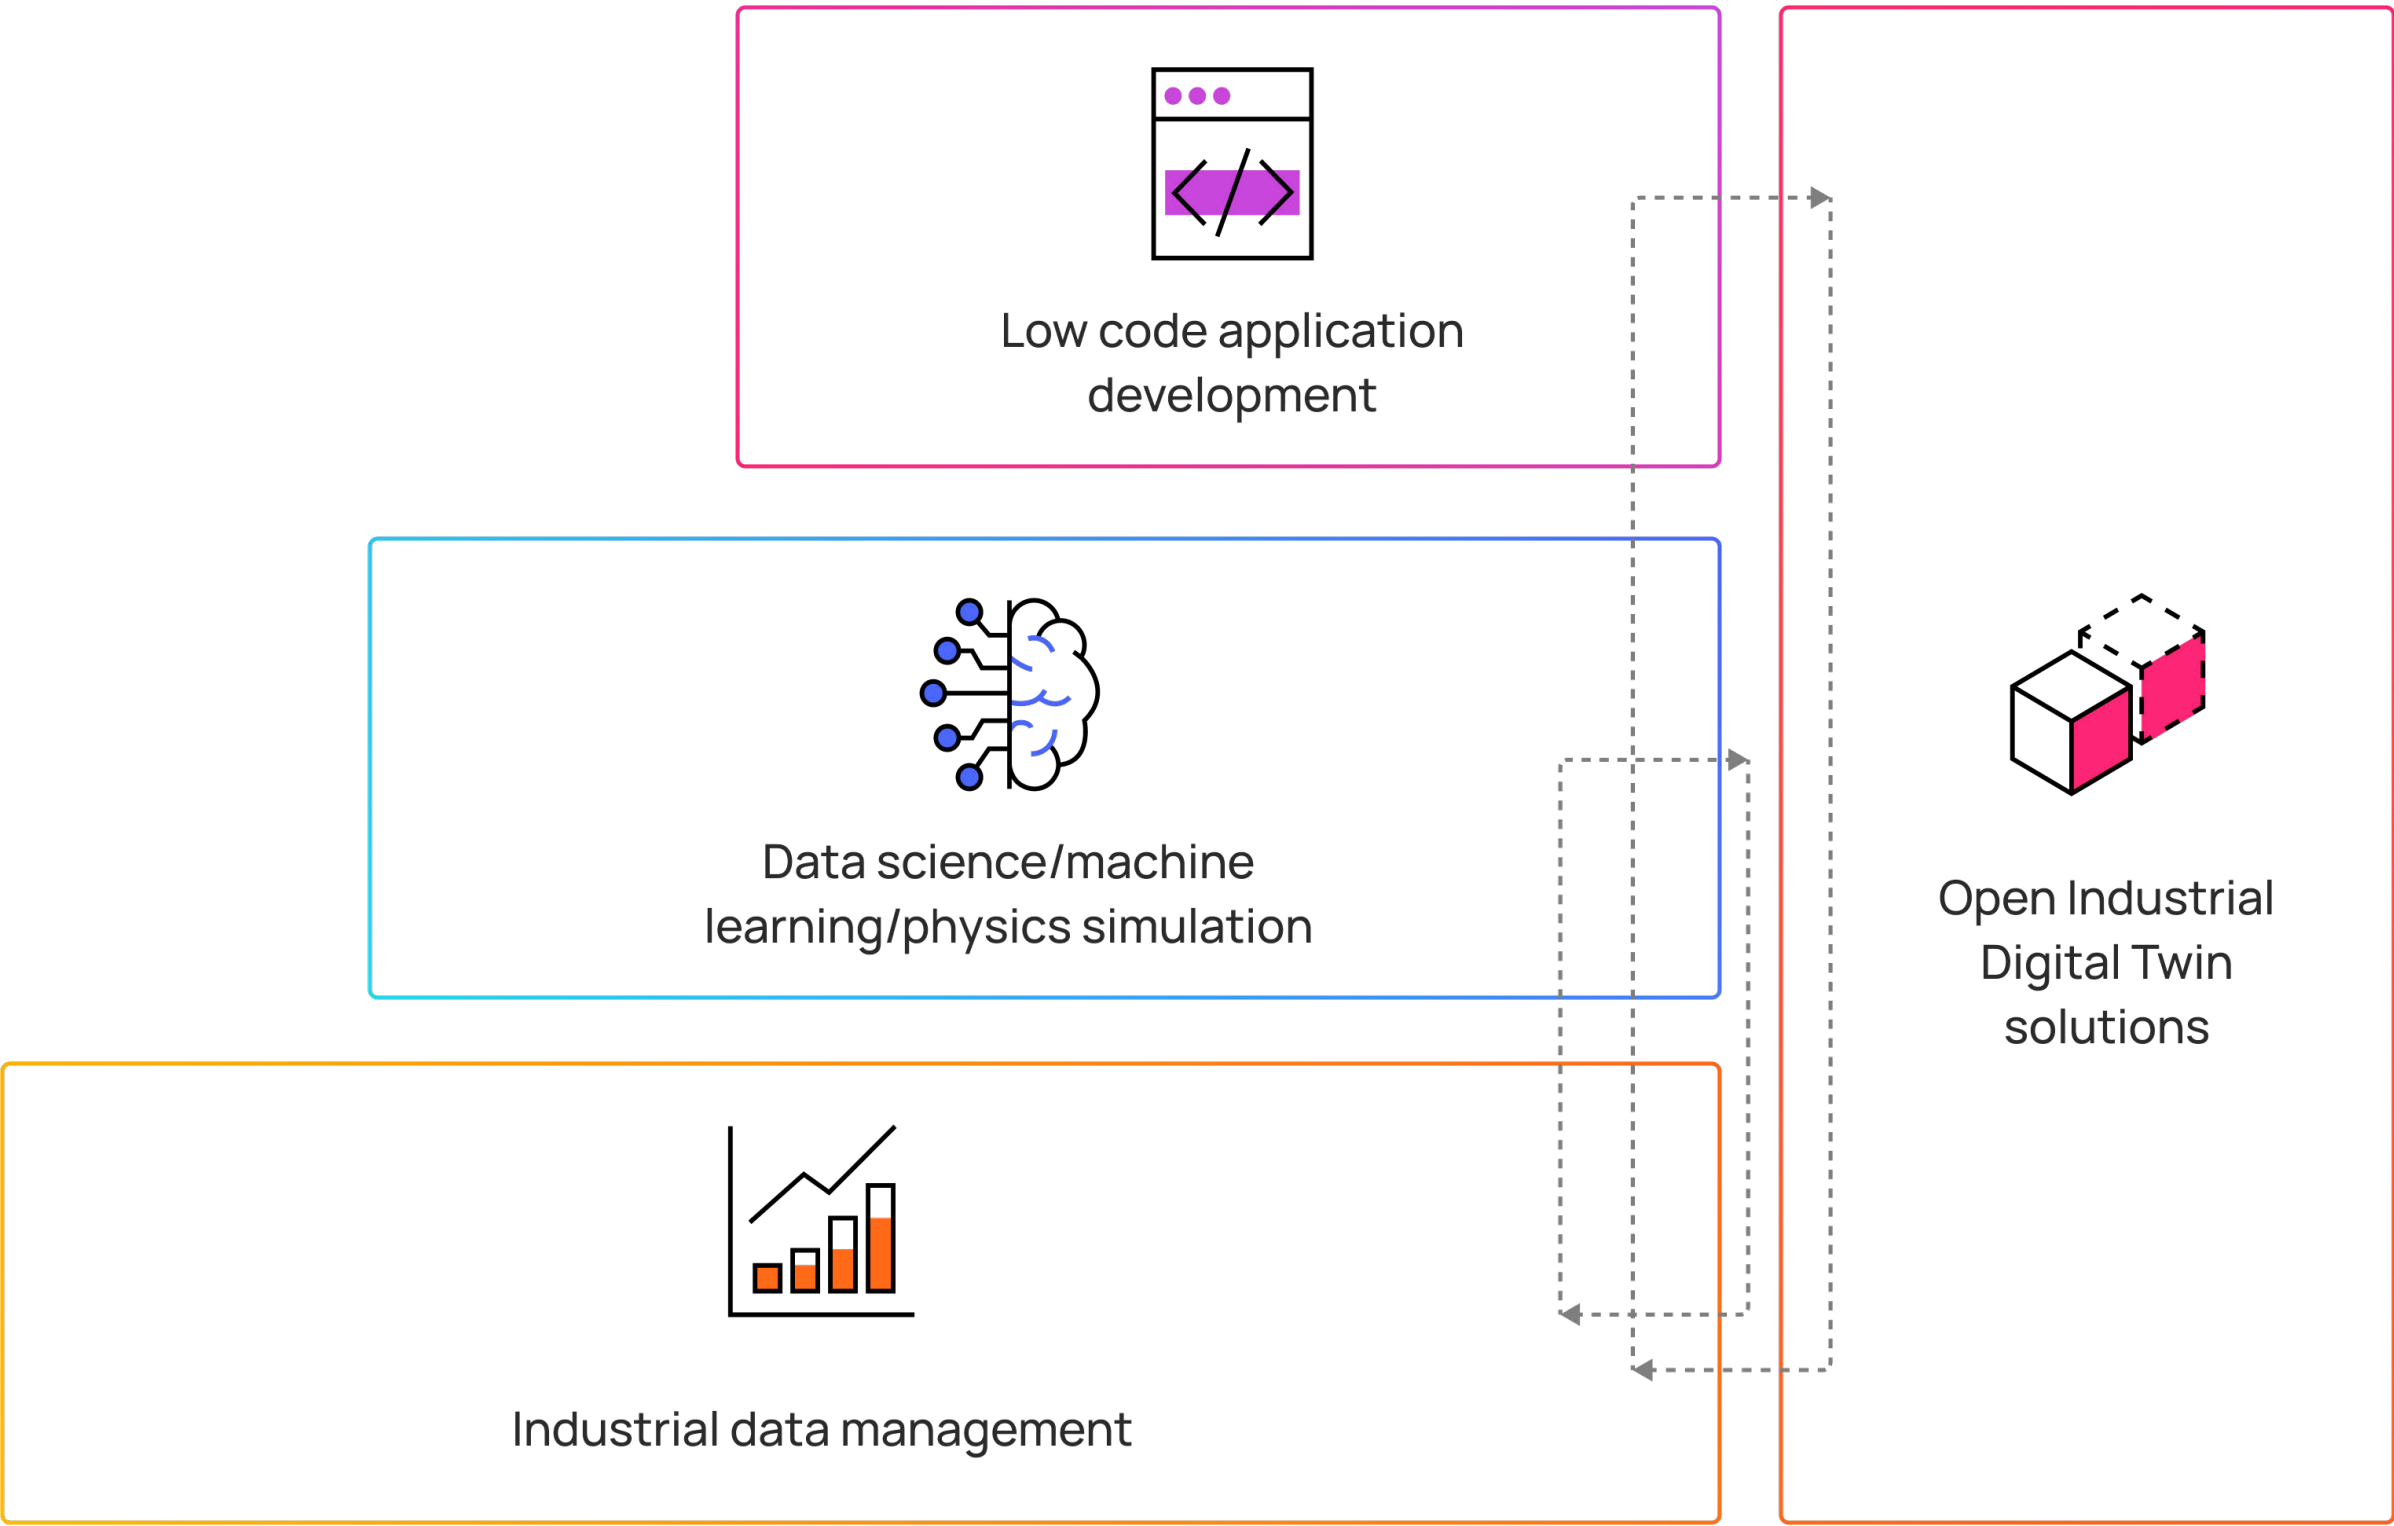 Low code application
development
Data science/machine
learning/physics simulation
Open Industrial
Digital Twin
solutions
Industrial data management